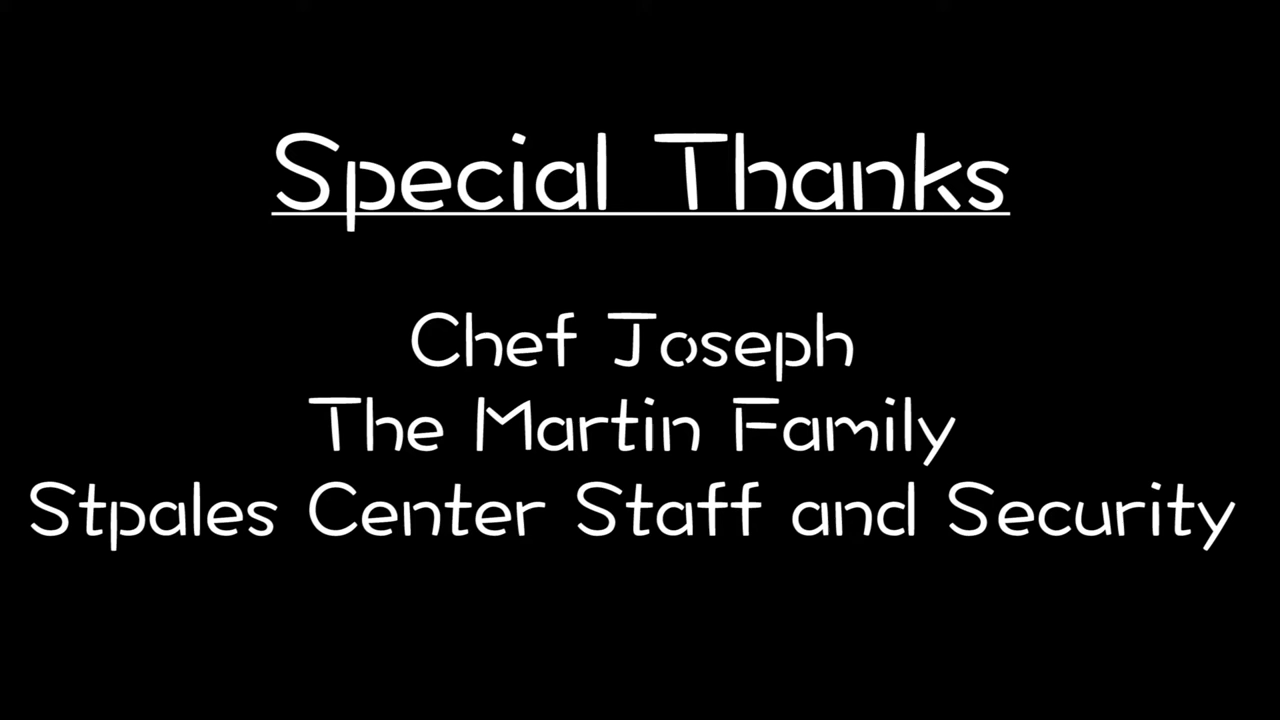 Special Thanks
Chef Joseph
The Martin Family
Stpales Center Staff and Security